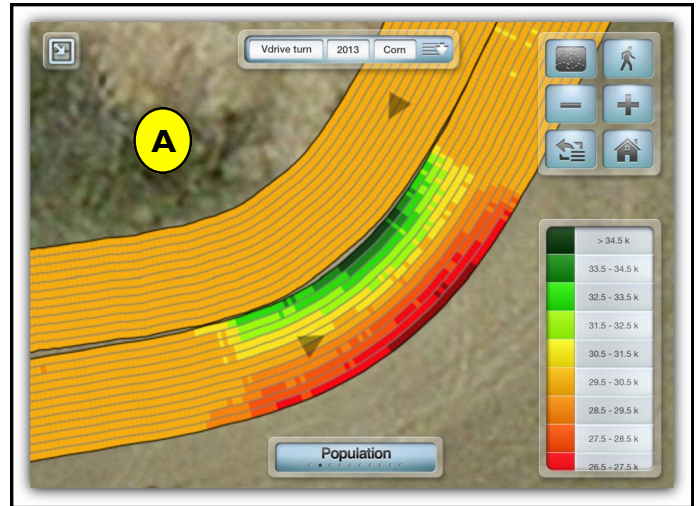 Vdrive turn 2013 Corn
A
> 34.5 k
33.5 - 34.5 k
32.5 - 33.5 k
31.5 - 32.5 k
30.5 - 31.5 k
29.5 - 30.5 k
28.5 - 29.5 k
27.5 - 28.5 k
26.5 - 27.5 k
Population